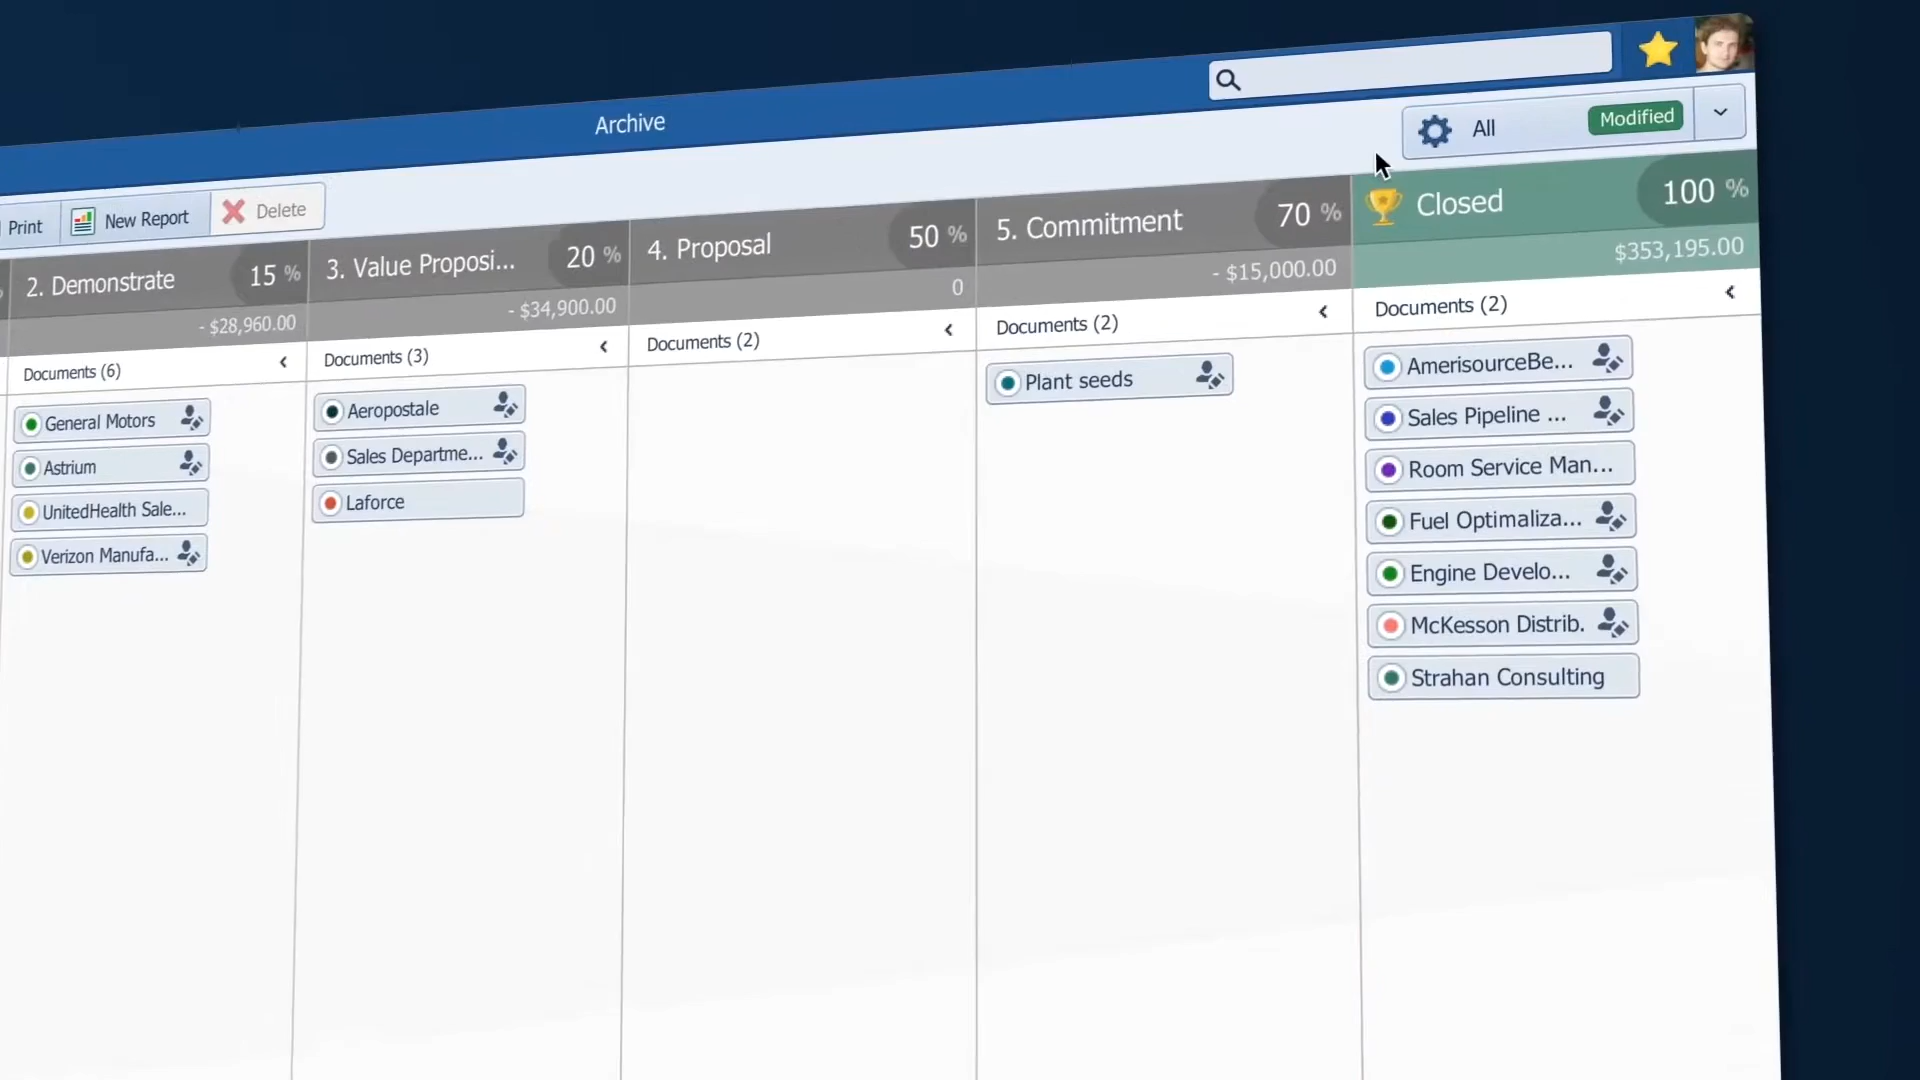 Archive
All
Modified
Print
New Report
Delete
2. Demonstrate
15 %
- $28,960.00
Documents (6)
General Motors
Astrium
UnitedHealth Sale...
Verizon Manufa...
3. Value Proposi...
20 %
- $34,900.00
Documents (3)
Aeropostale
Sales Departme...
Laforce
4. Proposal
50 %
0
Documents (2)
5. Commitment
70 %
- $15,000.00
Documents (2)
Plant seeds
Closed
100 %
$353,195.00
Documents (2)
AmerisourceBe...
Sales Pipeline ...
Room Service Man...
Fuel Optimaliza...
Engine Develo...
McKesson Distrib.
Strahan Consulting